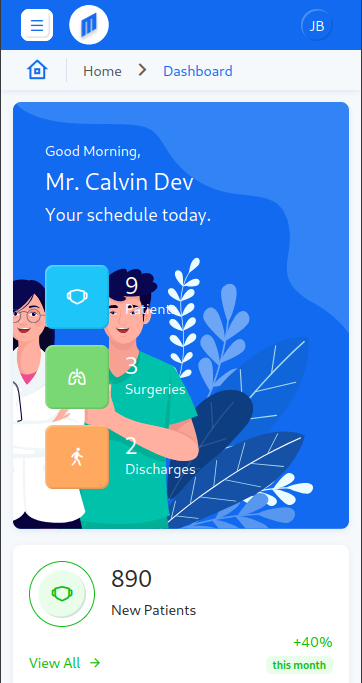 JB
Home > Dashboard
Good Morning,
Mr. Calvin Dev
Your schedule today.
9
Patients
3
Surgeries
2
Discharges
890
New Patients
+40%
View All →
this month